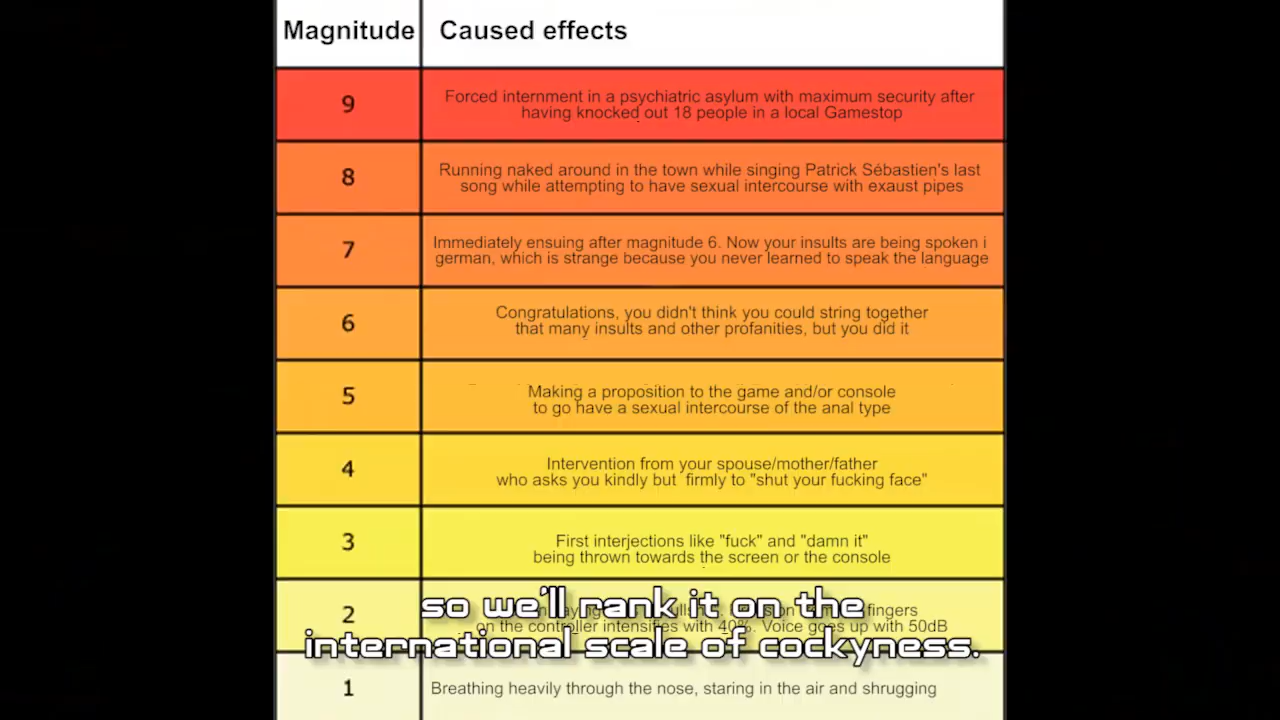 Magnitude Caused effects
9
Forced internment in a psychiatric asylum with maximum security after
having knocked out 18 people in a local Gamestop
8
Running naked around in the town while singing Patrick Sébastien's last
song while attempting to have sexual intercourse with exaust pipes
7
Immediately ensuing after magnitude 6. Now your insults are being spoken i
german, which is strange because you never learned to speak the language
6
Congratulations, you didn't think you could string together
that many insults and other profanities, but you did it
5
Making a proposition to the game and/or console
to go have a sexual intercourse of the anal type
4
Intervention from your spouse/mother/father
who asks you kindly but firmly to "shut your fucking face"
3
First interjections like "fuck" and "damn it"
being thrown towards the screen or the console
2
fingers
on the controller intensifies with 40%. Voice goes up with 50dB
so we'll rank it on the
international scale of cockyness.
1
Breathing heavily through the nose, staring in the air and shrugging